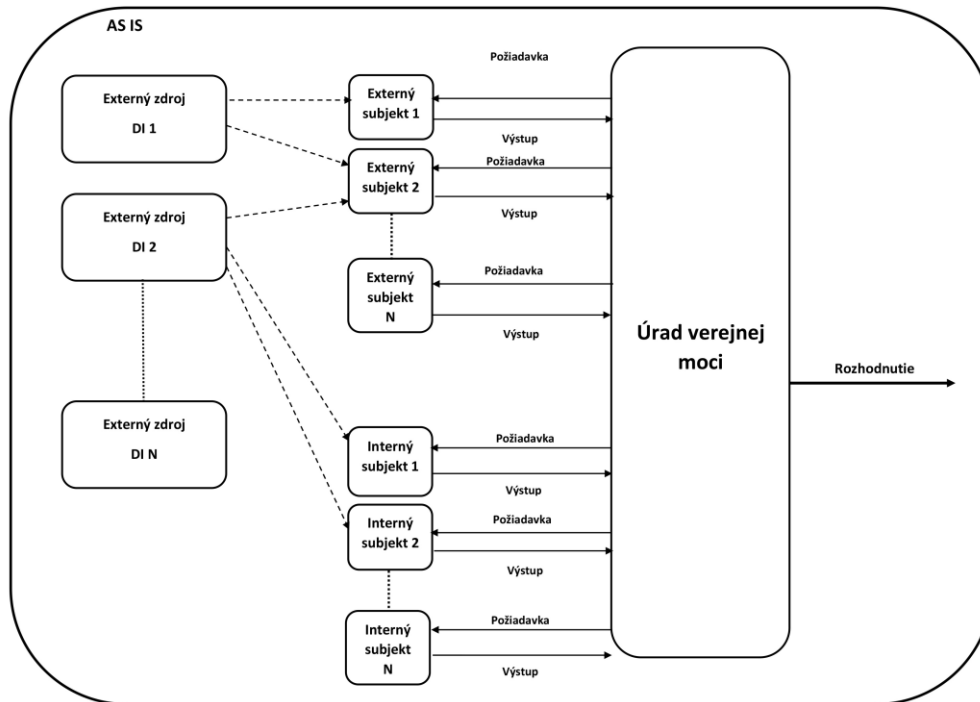 AS IS
Externý zdroj
DI 1
Externý zdroj
DI 2
Externý zdroj
DI N
Externý
subjekt 1
Externý
subjekt 2
Externý
subjekt
N
Interný
subjekt 1
Interný
subjekt 2
Interný
subjekt
N
Požiadavka
Výstup
Požiadavka
Výstup
Požiadavka
Výstup
Požiadavka
Výstup
Požiadavka
Výstup
Požiadavka
Výstup
Úrad verejnej
moci
Rozhodnutie